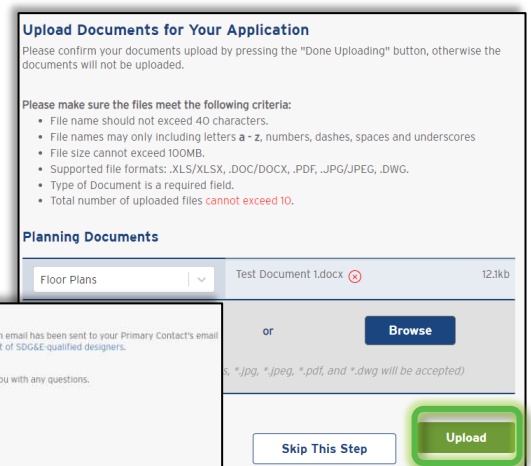 Upload Documents for Your Application
Please confirm your documents upload by pressing the "Done Uploading" button, otherwise the
documents will not be uploaded.
Please make sure the files meet the following criteria:
• File name should not exceed 40 characters.
• File names may only including letters a - z, numbers, dashes, spaces and underscores
• File size cannot exceed 100MB.
• Supported file formats: .XLS/XLSX, .DOC/DOCX, .PDF, .JPG/JPEG, .DWG.
• Type of Document is a required field.
• Total number of uploaded files cannot exceed 10.
Planning Documents
Floor Plans
Test Document 1.docx
12.1kb
email has been sent to your Primary Contact's email
of SDG&E-qualified designers.
with any questions.
or
Browse
*.jpg, *.jpeg, *.pdf, and *.dwg will be accepted)
Skip This Step
Upload